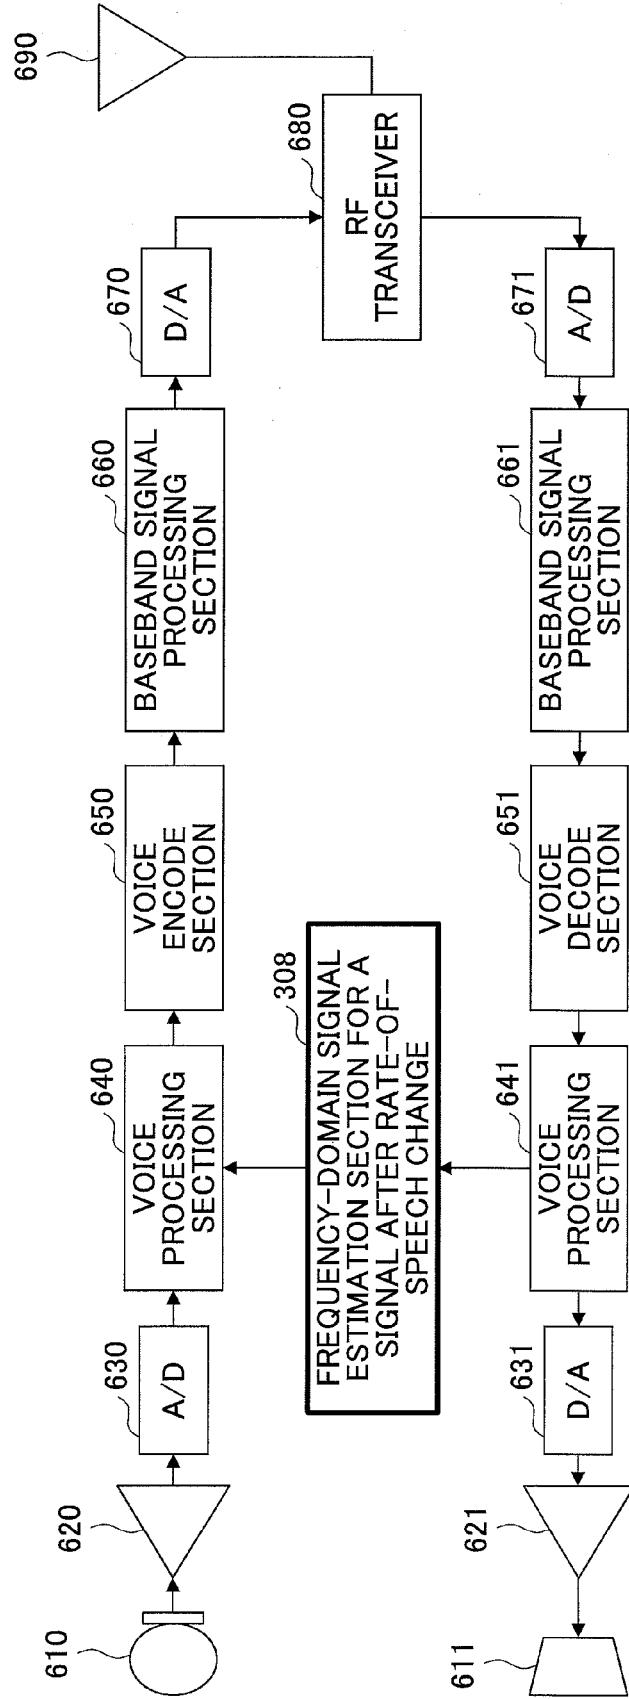 610
620
630
A/D
640
VOICE
PROCESSING
SECTION
650
VOICE
ENCODE
SECTION
660
BASEBAND SIGNAL
PROCESSING
SECTION
670
D/A
680
RF
TRANSCEIVER
690
308
FREQUENCY-DOMAIN SIGNAL
ESTIMATION SECTION FOR A
SIGNAL AFTER RATE-OF-
SPEECH CHANGE
611
621
631
D/A
641
VOICE
PROCESSING
SECTION
651
VOICE
DECODE
SECTION
661
BASEBAND SIGNAL
PROCESSING
SECTION
671
A/D